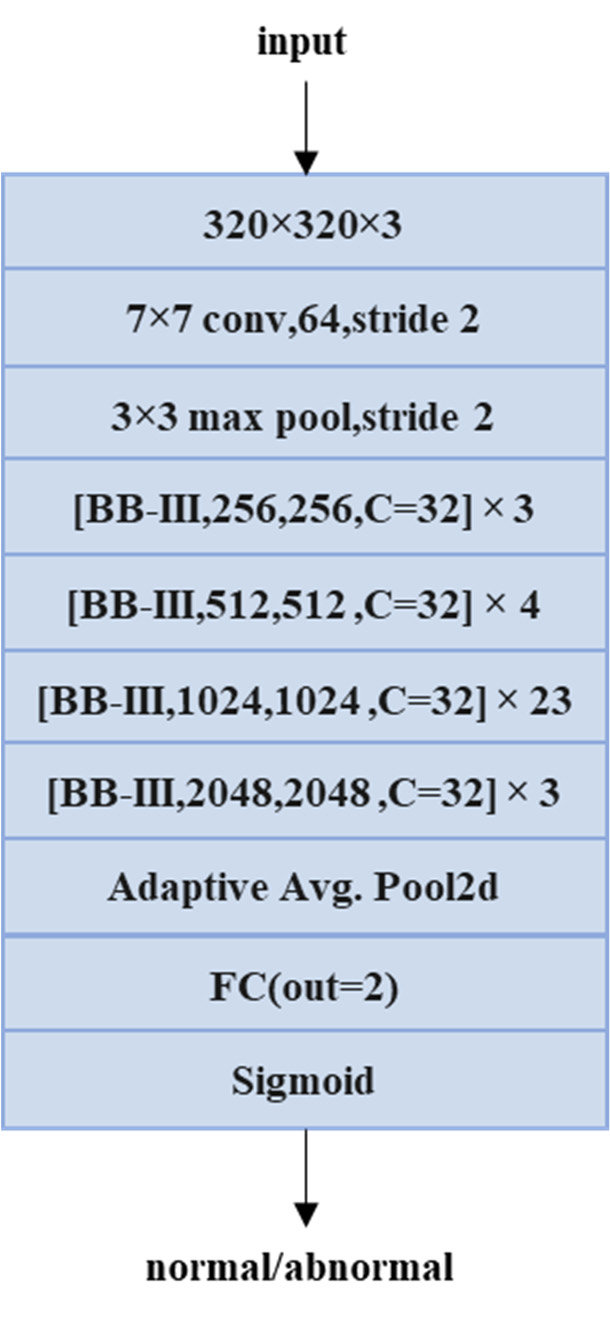 input
320×320×3
7×7 conv,64,stride 2
3×3 max pool,stride 2
[BB-III,256,256,C=32] × 3
[BB-III,512,512,C=32] × 4
[BB-III,1024,1024,C=32] × 23
[BB-III,2048,2048,C=32] × 3
Adaptive Avg. Pool2d
FC(out=2)
Sigmoid
normal/abnormal